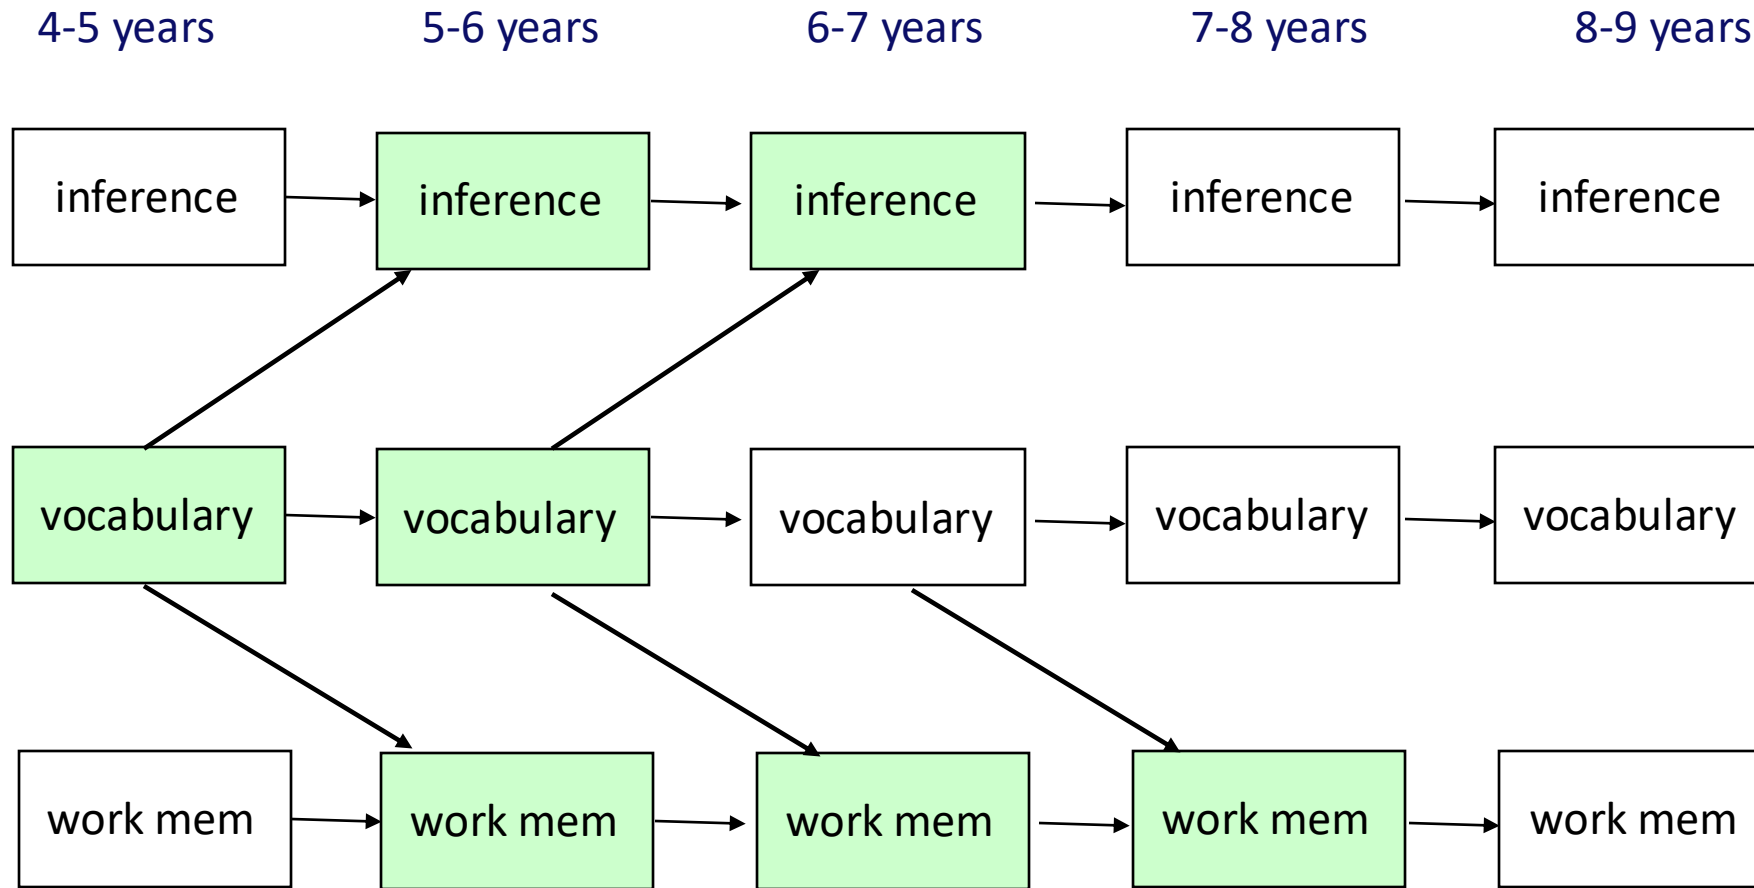 4-5 years 5-6 years 6-7 years 7-8 years 8-9 years
inference inference inference inference inference
vocabulary vocabulary vocabulary vocabulary vocabulary
work mem work mem work mem work mem work mem